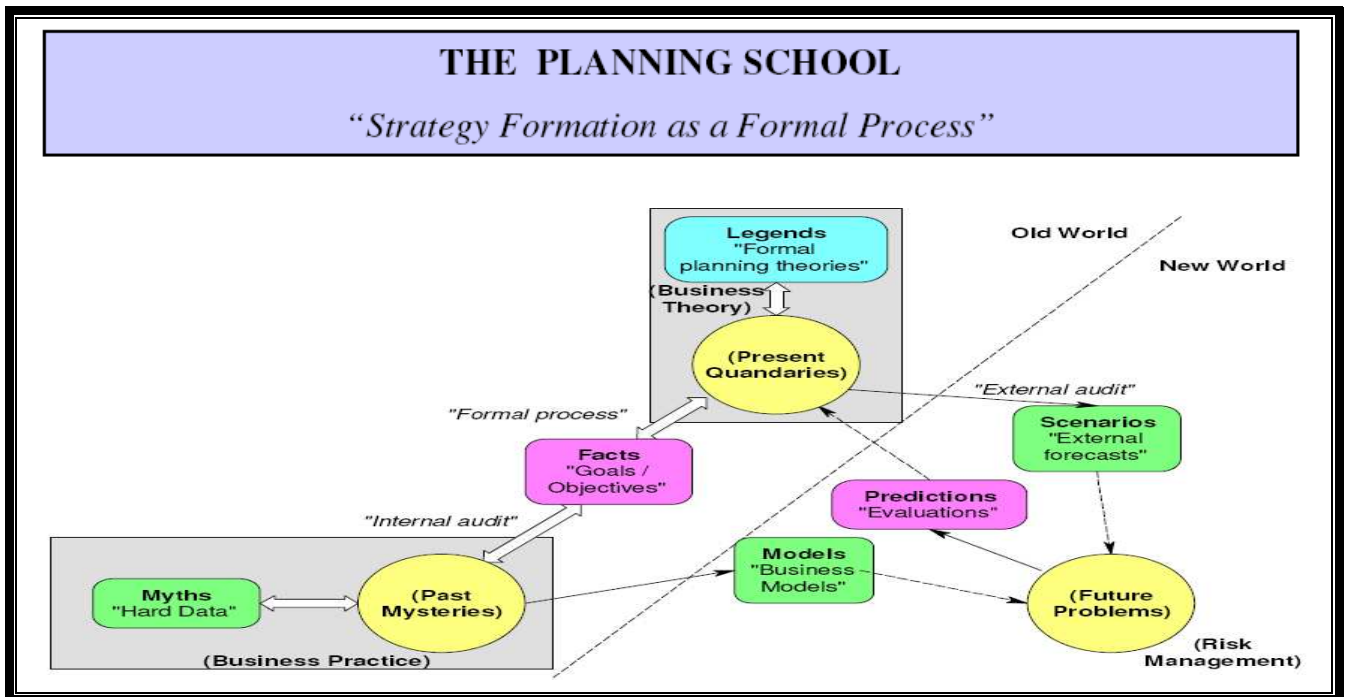 THE PLANNING SCHOOL
“Strategy Formation as a Formal Process”
Legends
"Formal
planning theories"
(Business
Theory)
Old World
New World
(Present
Quandaries)
"External audit"
"Formal process"
Scenarios
"External
forecasts"
Facts
"Goals /
Objectives"
Predictions
"Evaluations"
"Internal audit"
Models
"Business
Models"
Myths
"Hard Data"
(Past
Mysteries)
(Future
Problems)
(Business Practice)
(Risk
Management)